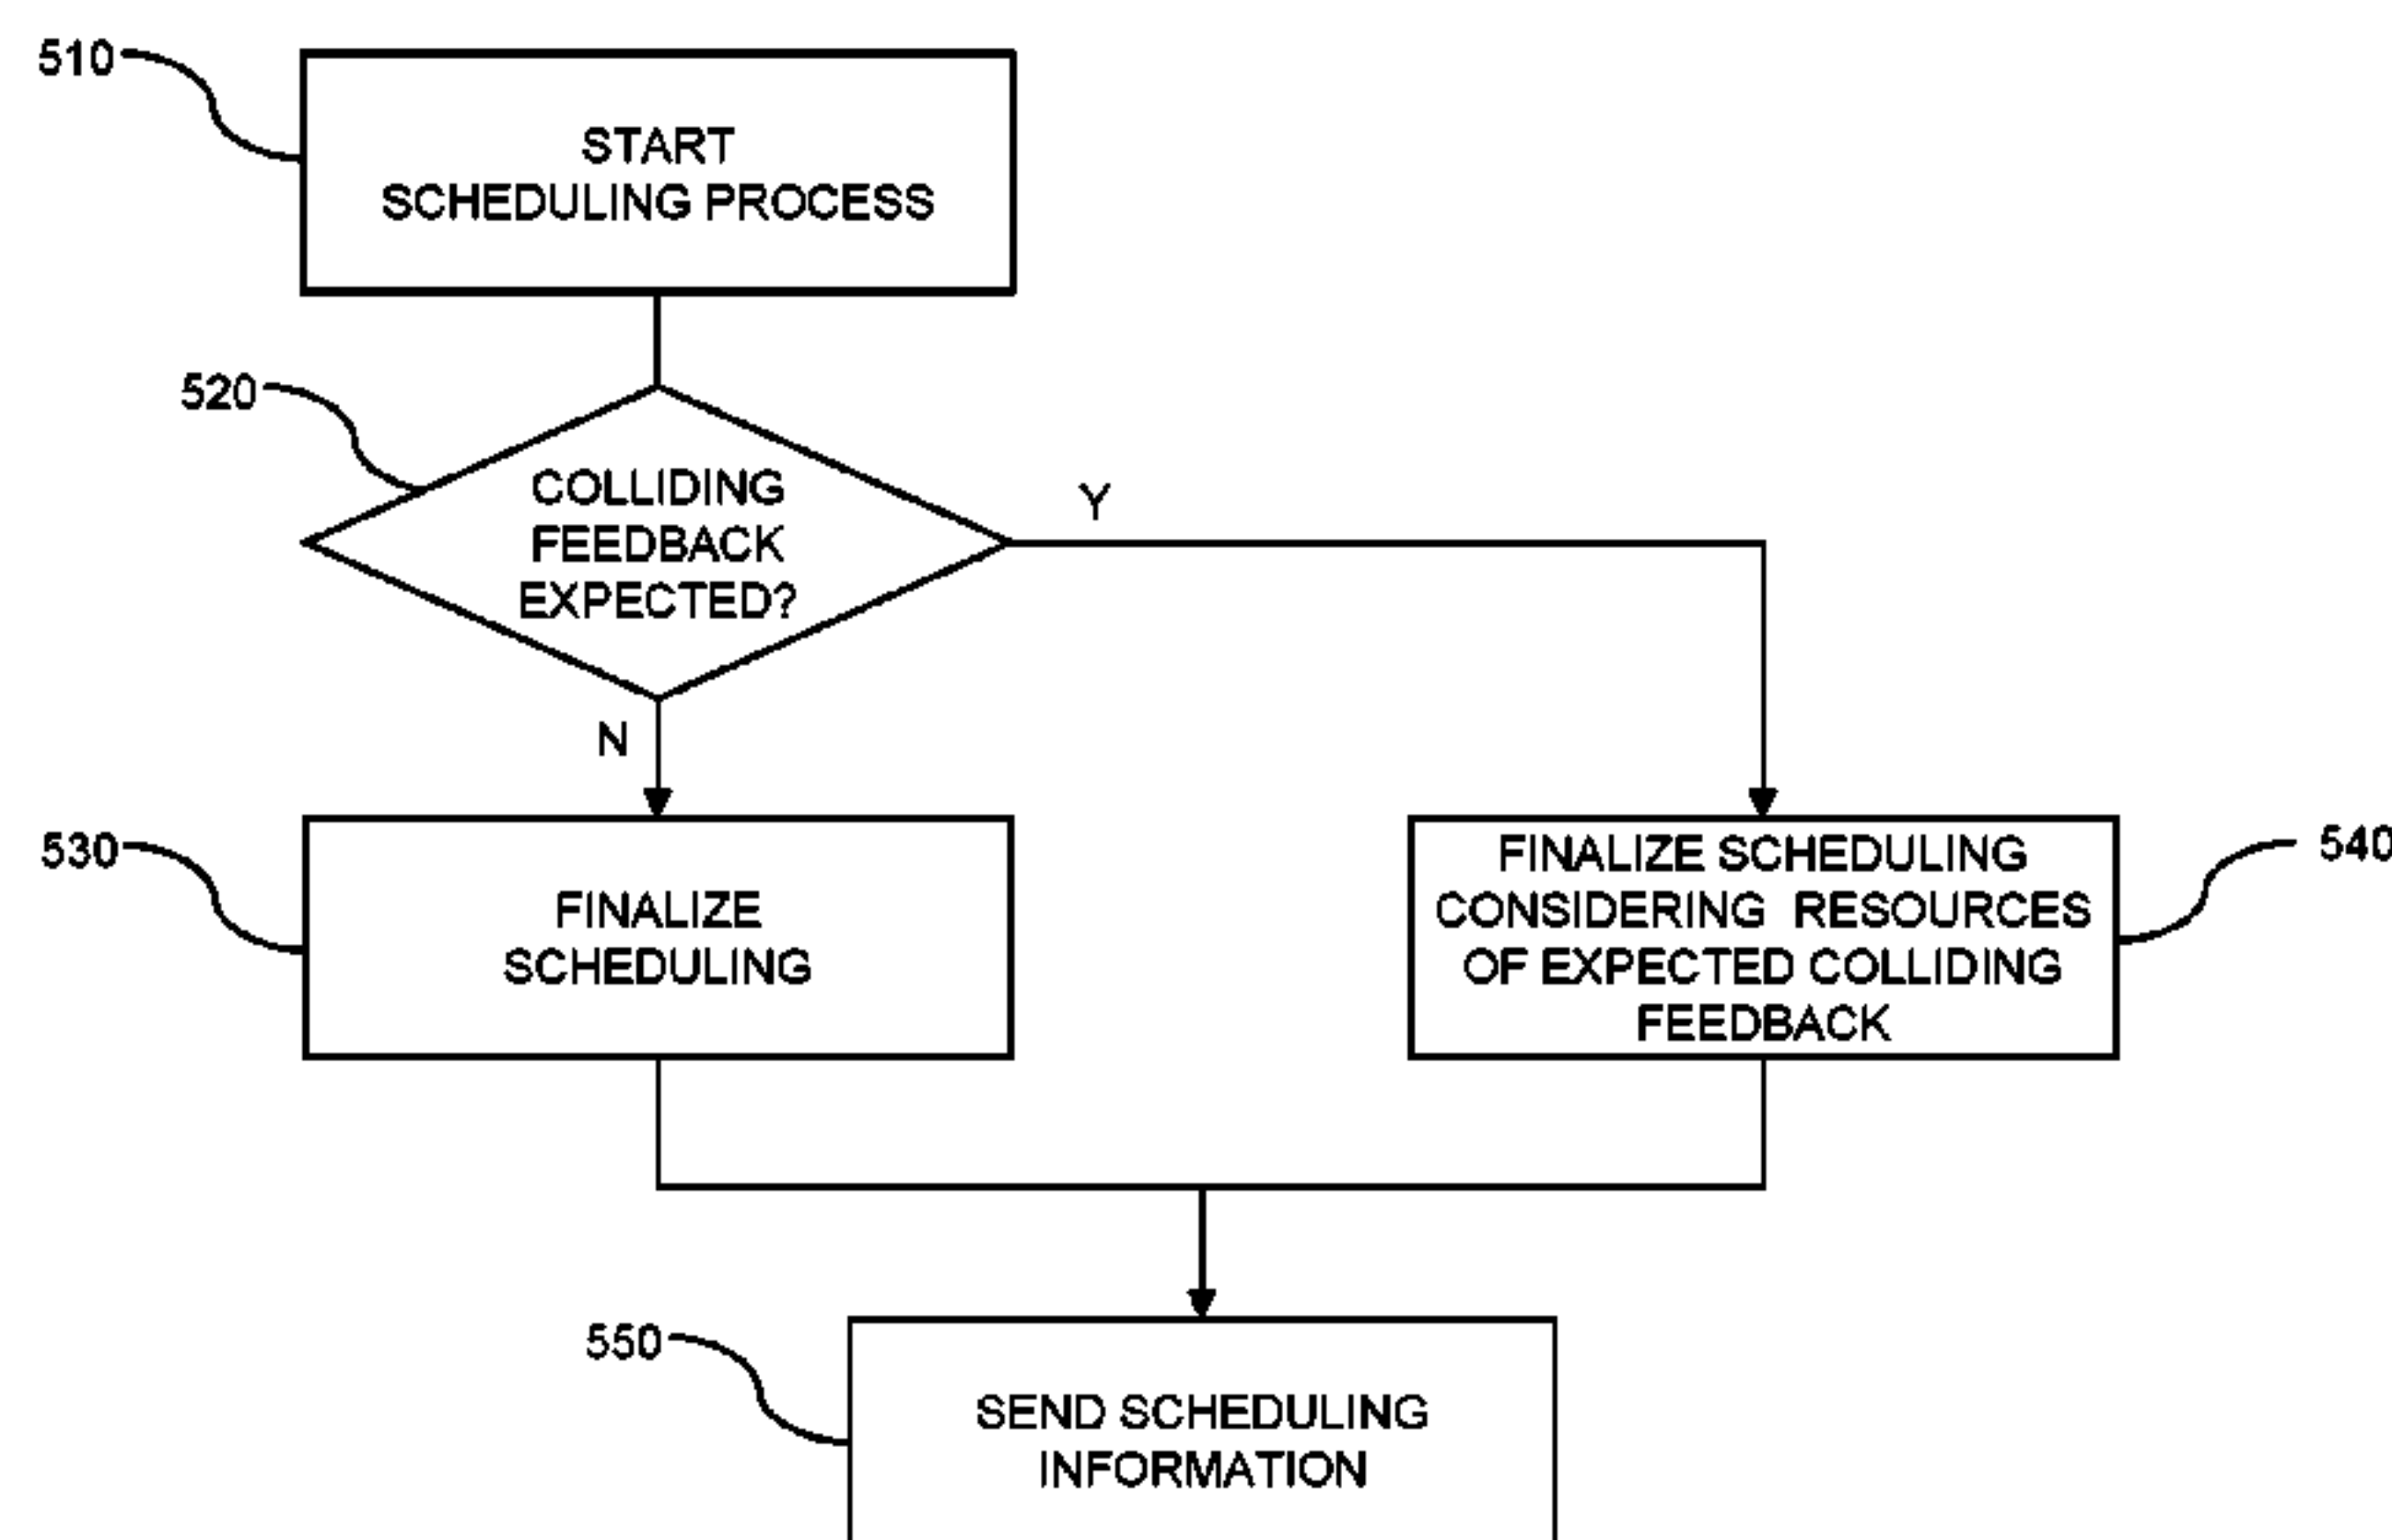 510
START
SCHEDULING PROCESS
520
COLLIDING
FEEDBACK
EXPECTED?
Y
N
530
FINALIZE
SCHEDULING
FINALIZE SCHEDULING
CONSIDERING RESOURCES
OF EXPECTED COLLIDING
FEEDBACK
540
550
SEND SCHEDULING
INFORMATION